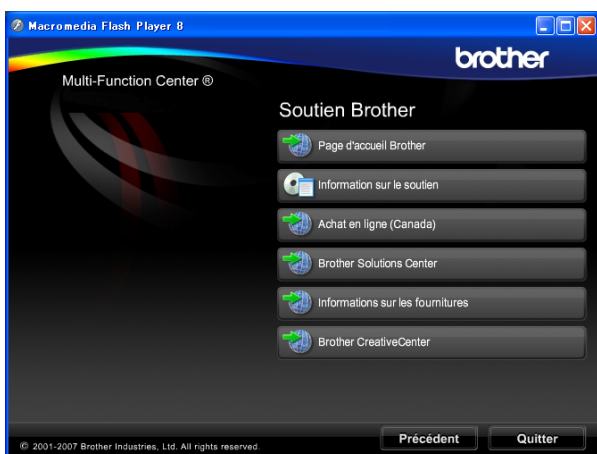 Macromedia Flash Player 8
brother
Multi-Function Center ®
Soutien Brother
Page d'accueil Brother
Information sur le soutien
Achat en ligne (Canada)
Brother Solutions Center
Informations sur les fournitures
Brother CreativeCenter
© 2001-2007 Brother Industries, Ltd. All rights reserved.
Précédent
Quitter